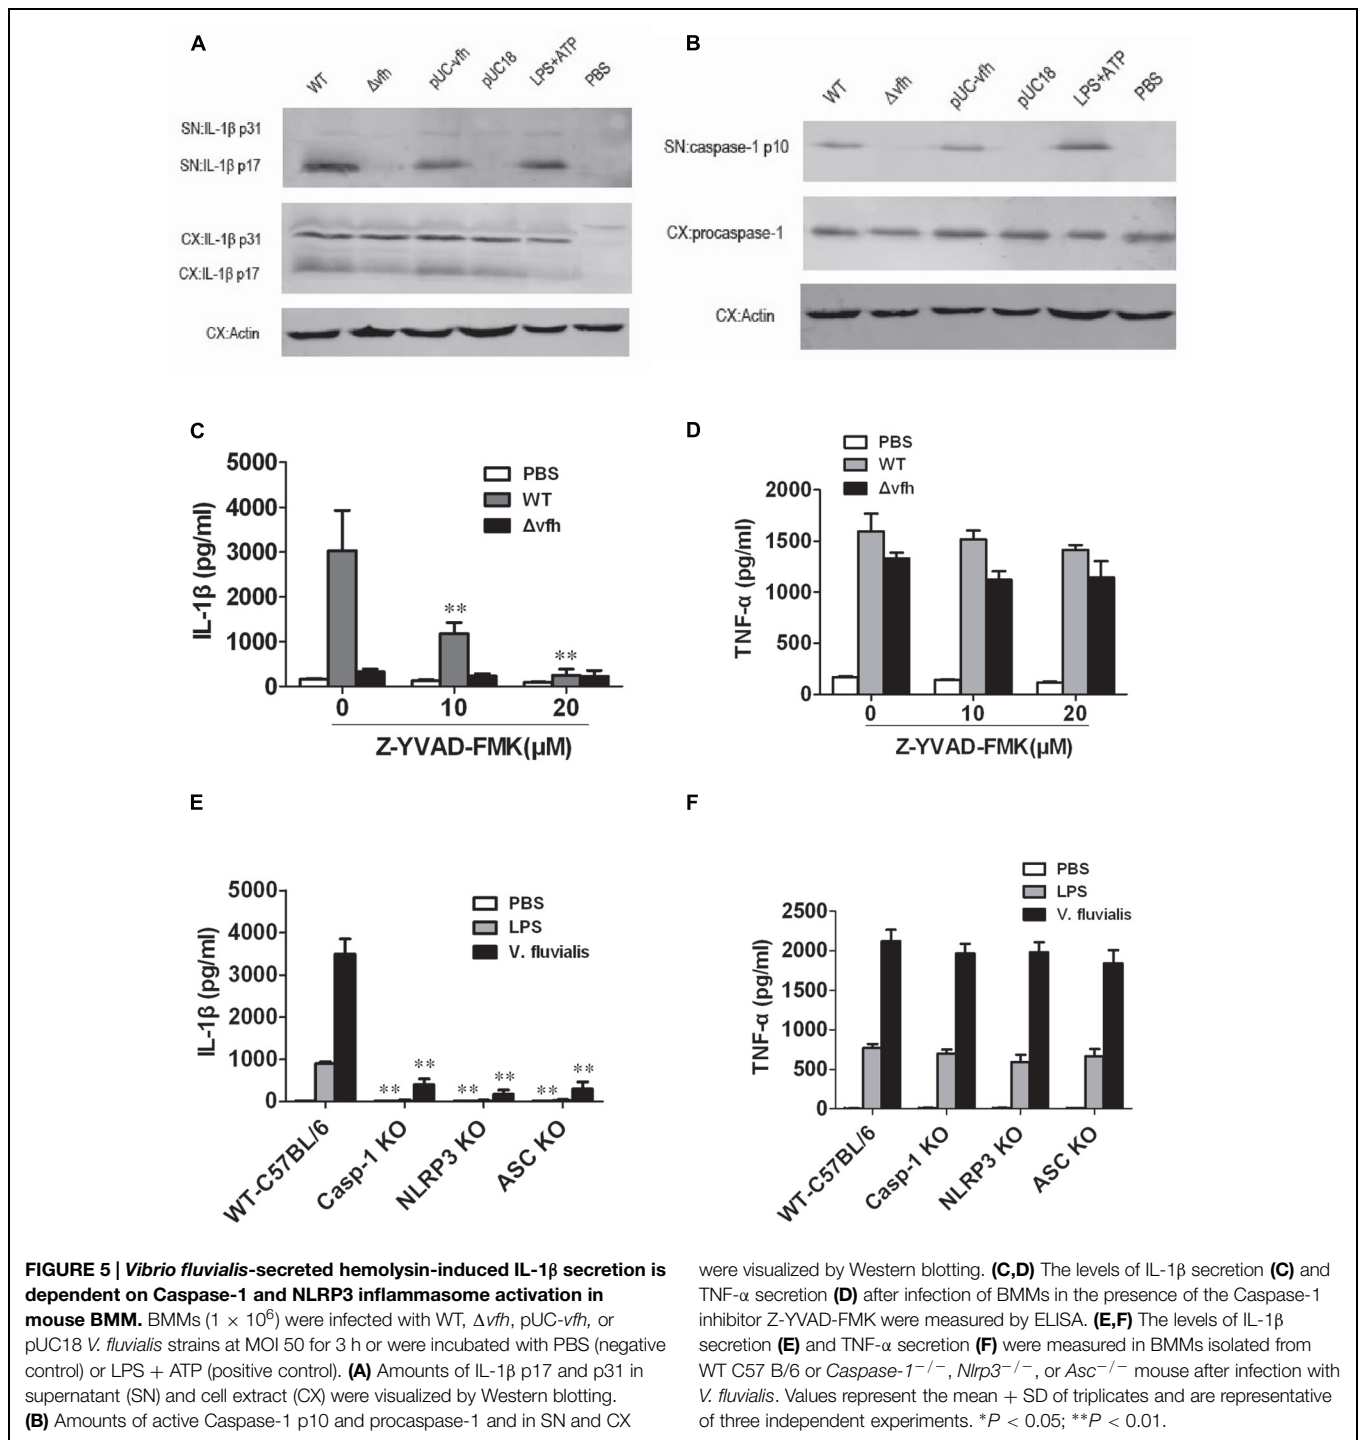 A
WT
Δvfh
pUC-vfh
pUC18
LPS+ATP
PBS
SN:IL-1β p31
SN:IL-1β p17
CX:IL-1β p31
CX:IL-1β p17
CX:Actin
B
WT
Δvfh
pUC-vfh
pUC18
LPS+ATP
PBS
SN:caspase-1 p10
CX:procaspase-1
CX:Actin
C
IL-1β (pg/ml)
5000
4000
3000
2000
1000
0
PBS
WT
Δvfh
**
**
0 10 20
Z-YVAD-FMK(μM)
D
TNF-α (pg/ml)
PBS
WT
Δvfh
2000
1500
1000
500
0
0 10 20
Z-YVAD-FMK(μM)
E
IL-1β (pg/ml)
5000
4000
3000
2000
1000
0
PBS
LPS
V. fluvialis
** ** ** ** ** **
WT-C57BL/6
Casp-1 KO
NLRP3 KO
ASC KO
F
TNF-α (pg/ml)
PBS
LPS
V. fluvialis
2500
2000
1500
1000
500
0
WT-C57BL/6
Casp-1 KO
NLRP3 KO
ASC KO
FIGURE 5 | Vibrio fluvialis-secreted hemolysin-induced IL-1β secretion is
dependent on Caspase-1 and NLRP3 inflammasome activation in
mouse BMM. BMMs (1 × 10⁶) were infected with WT, Δvfh, pUC-vfh, or
pUC18 V. fluvialis strains at MOI 50 for 3 h or were incubated with PBS (negative
control) or LPS + ATP (positive control). (A) Amounts of IL-1β p17 and p31 in
supernatant (SN) and cell extract (CX) were visualized by Western blotting.
(B) Amounts of active Caspase-1 p10 and procaspase-1 and in SN and CX
were visualized by Western blotting. (C,D) The levels of IL-1β secretion (C) and
TNF-α secretion (D) after infection of BMMs in the presence of the Caspase-1
inhibitor Z-YVAD-FMK were measured by ELISA. (E,F) The levels of IL-1β
secretion (E) and TNF-α secretion (F) were measured in BMMs isolated from
WT C57 B/6 or Caspase-1⁻/⁻, Nlrp3⁻/⁻, or Asc⁻/⁻ mouse after infection with
V. fluvialis. Values represent the mean + SD of triplicates and are representative
of three independent experiments. *P < 0.05; **P < 0.01.